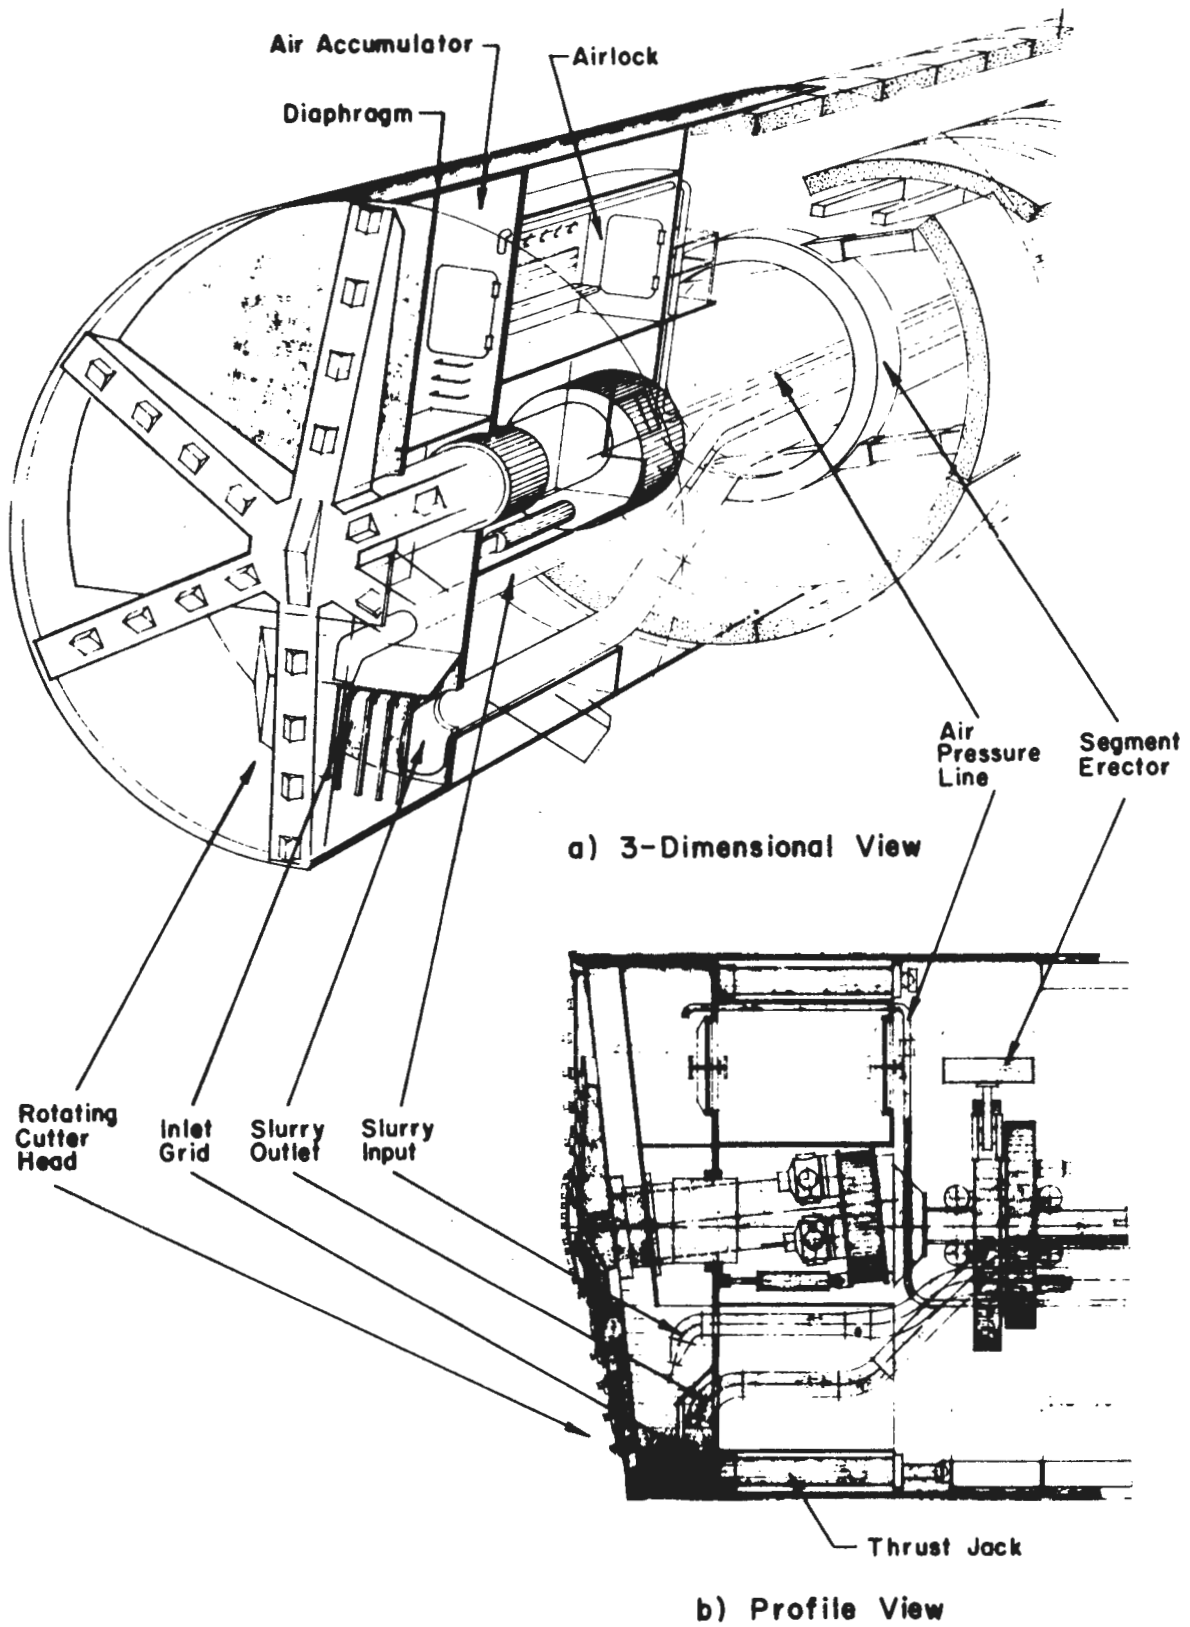 Air Accumulator
Airlock
Diaphragm
Air
Pressure
Line
Segment
Erector
a) 3-Dimensional View
Rotating
Cutter
Head
Inlet
Grid
Slurry
Outlet
Slurry
Input
Thrust Jack
b) Profile View